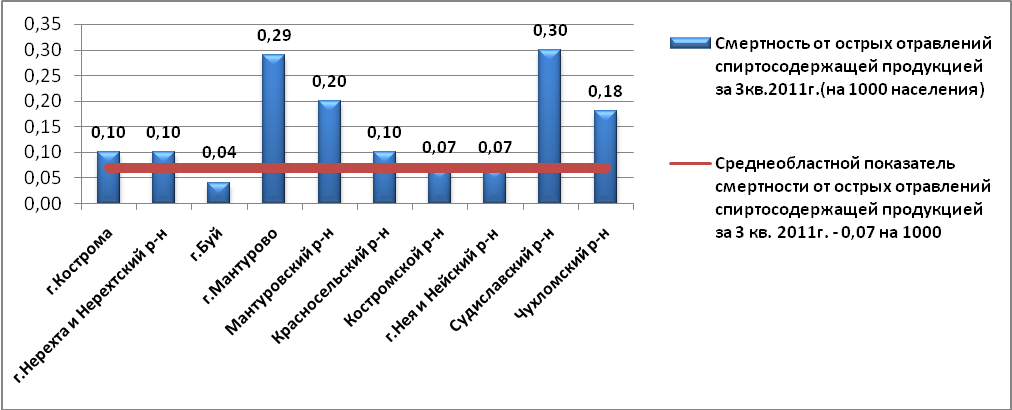 0,35
0,30
0,25
0,20
0,15
0,10
0,05
0,00
0,10
0,10
0,04
0,29
0,20
0,10
0,07
0,07
0,30
0,18
г.Кострома
г.Нерехта и Нерехтский р-н
г.Буй
г.Мантурово
Мантуровский р-н
Красносельский р-н
Костромской р-н
г.Нея и Нейский р-н
Судиславский р-н
Чухломский р-н
Смертность от острых отравлений
спиртосодержащей продукцией
за 3кв.2011г.(на 1000 населения)
Среднеобластной показатель
смертности от острых отравлений
спиртосодержащей продукцией
за 3 кв. 2011г. - 0,07 на 1000